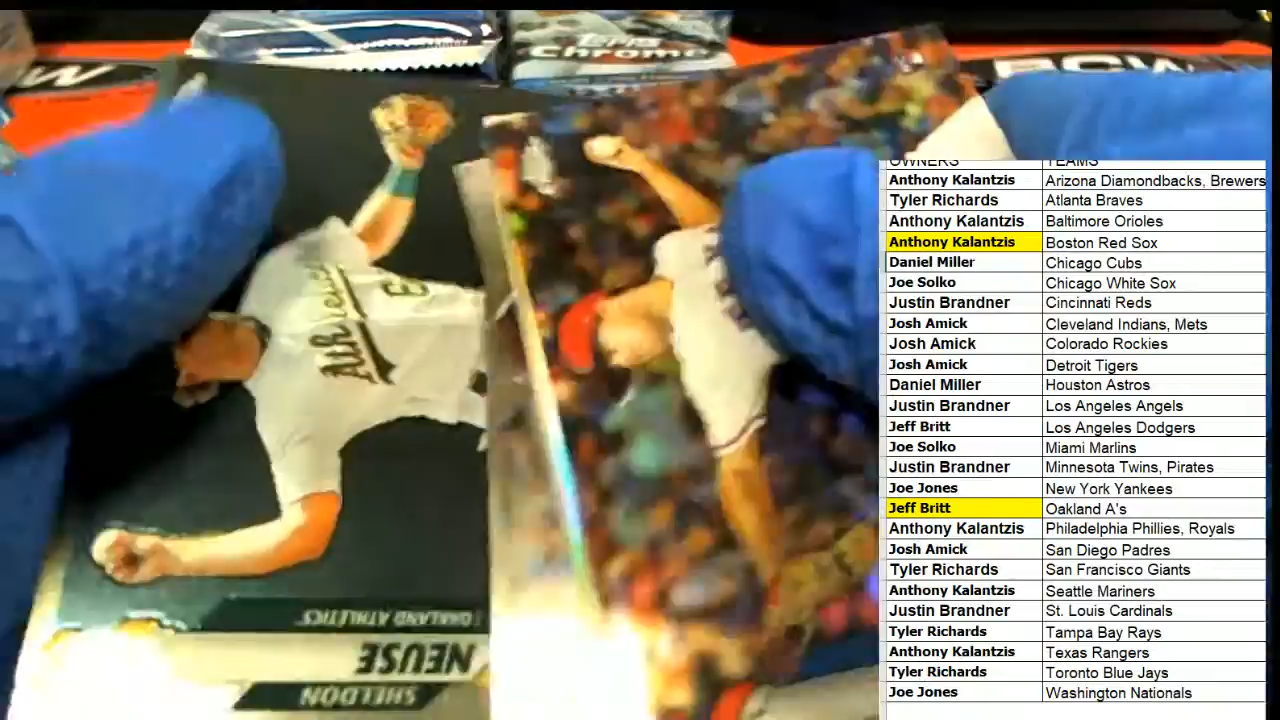 Topps
Chrome
BCW
OWNERS TEAMS
Anthony Kalantzis Arizona Diamondbacks, Brewers
Tyler Richards Atlanta Braves
Anthony Kalantzis Baltimore Orioles
Anthony Kalantzis Boston Red Sox
Daniel Miller Chicago Cubs
Joe Solko Chicago White Sox
Justin Brandner Cincinnati Reds
Josh Amick Cleveland Indians, Mets
Josh Amick Colorado Rockies
Josh Amick Detroit Tigers
Daniel Miller Houston Astros
Justin Brandner Los Angeles Angels
Jeff Britt Los Angeles Dodgers
Joe Solko Miami Marlins
Justin Brandner Minnesota Twins, Pirates
Joe Jones New York Yankees
Jeff Britt Oakland A's
Anthony Kalantzis Philadelphia Phillies, Royals
Josh Amick San Diego Padres
Tyler Richards San Francisco Giants
Anthony Kalantzis Seattle Mariners
Justin Brandner St. Louis Cardinals
Tyler Richards Tampa Bay Rays
Anthony Kalantzis Texas Rangers
Tyler Richards Toronto Blue Jays
Joe Jones Washington Nationals
Athletics
OAKLAND ATHLETICS
NEUSE
SHELDON